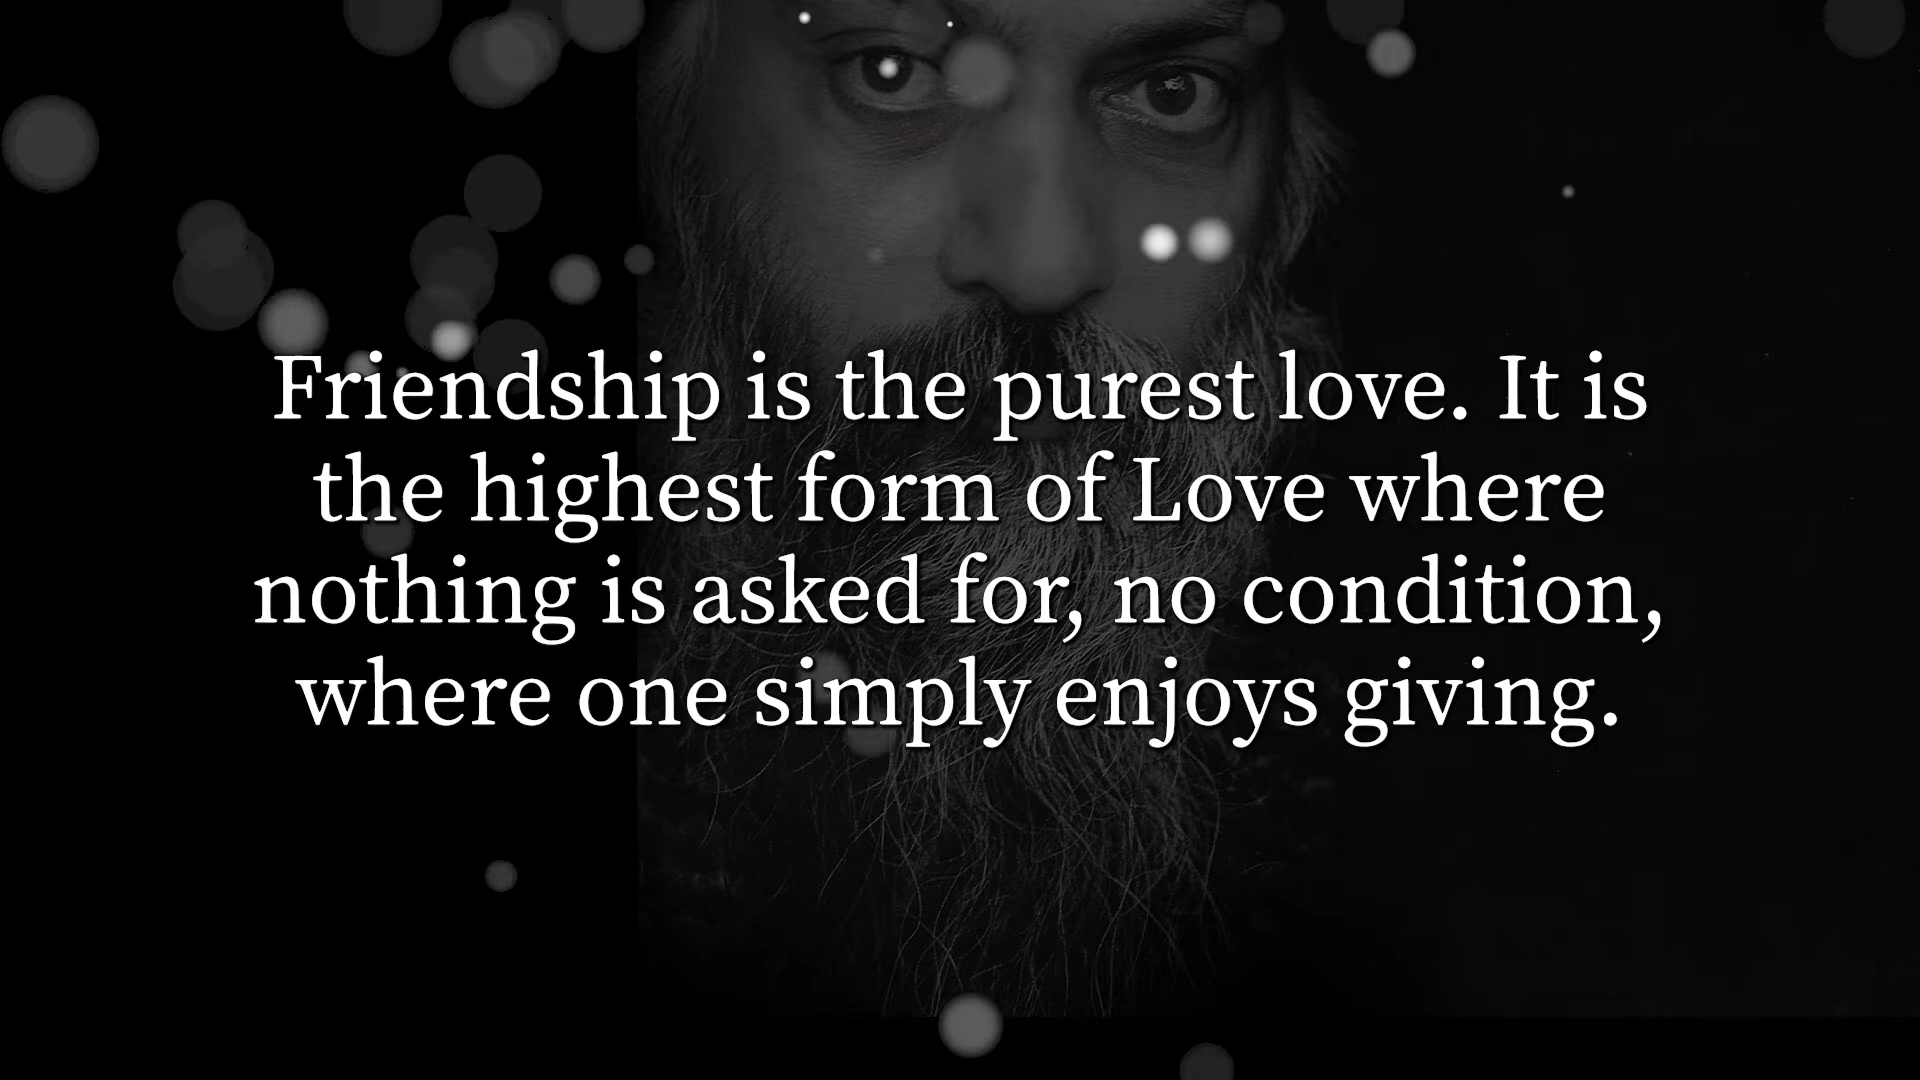 Friendship is the purest love. It is
the highest form of Love where
nothing is asked for, no condition,
where one simply enjoys giving.